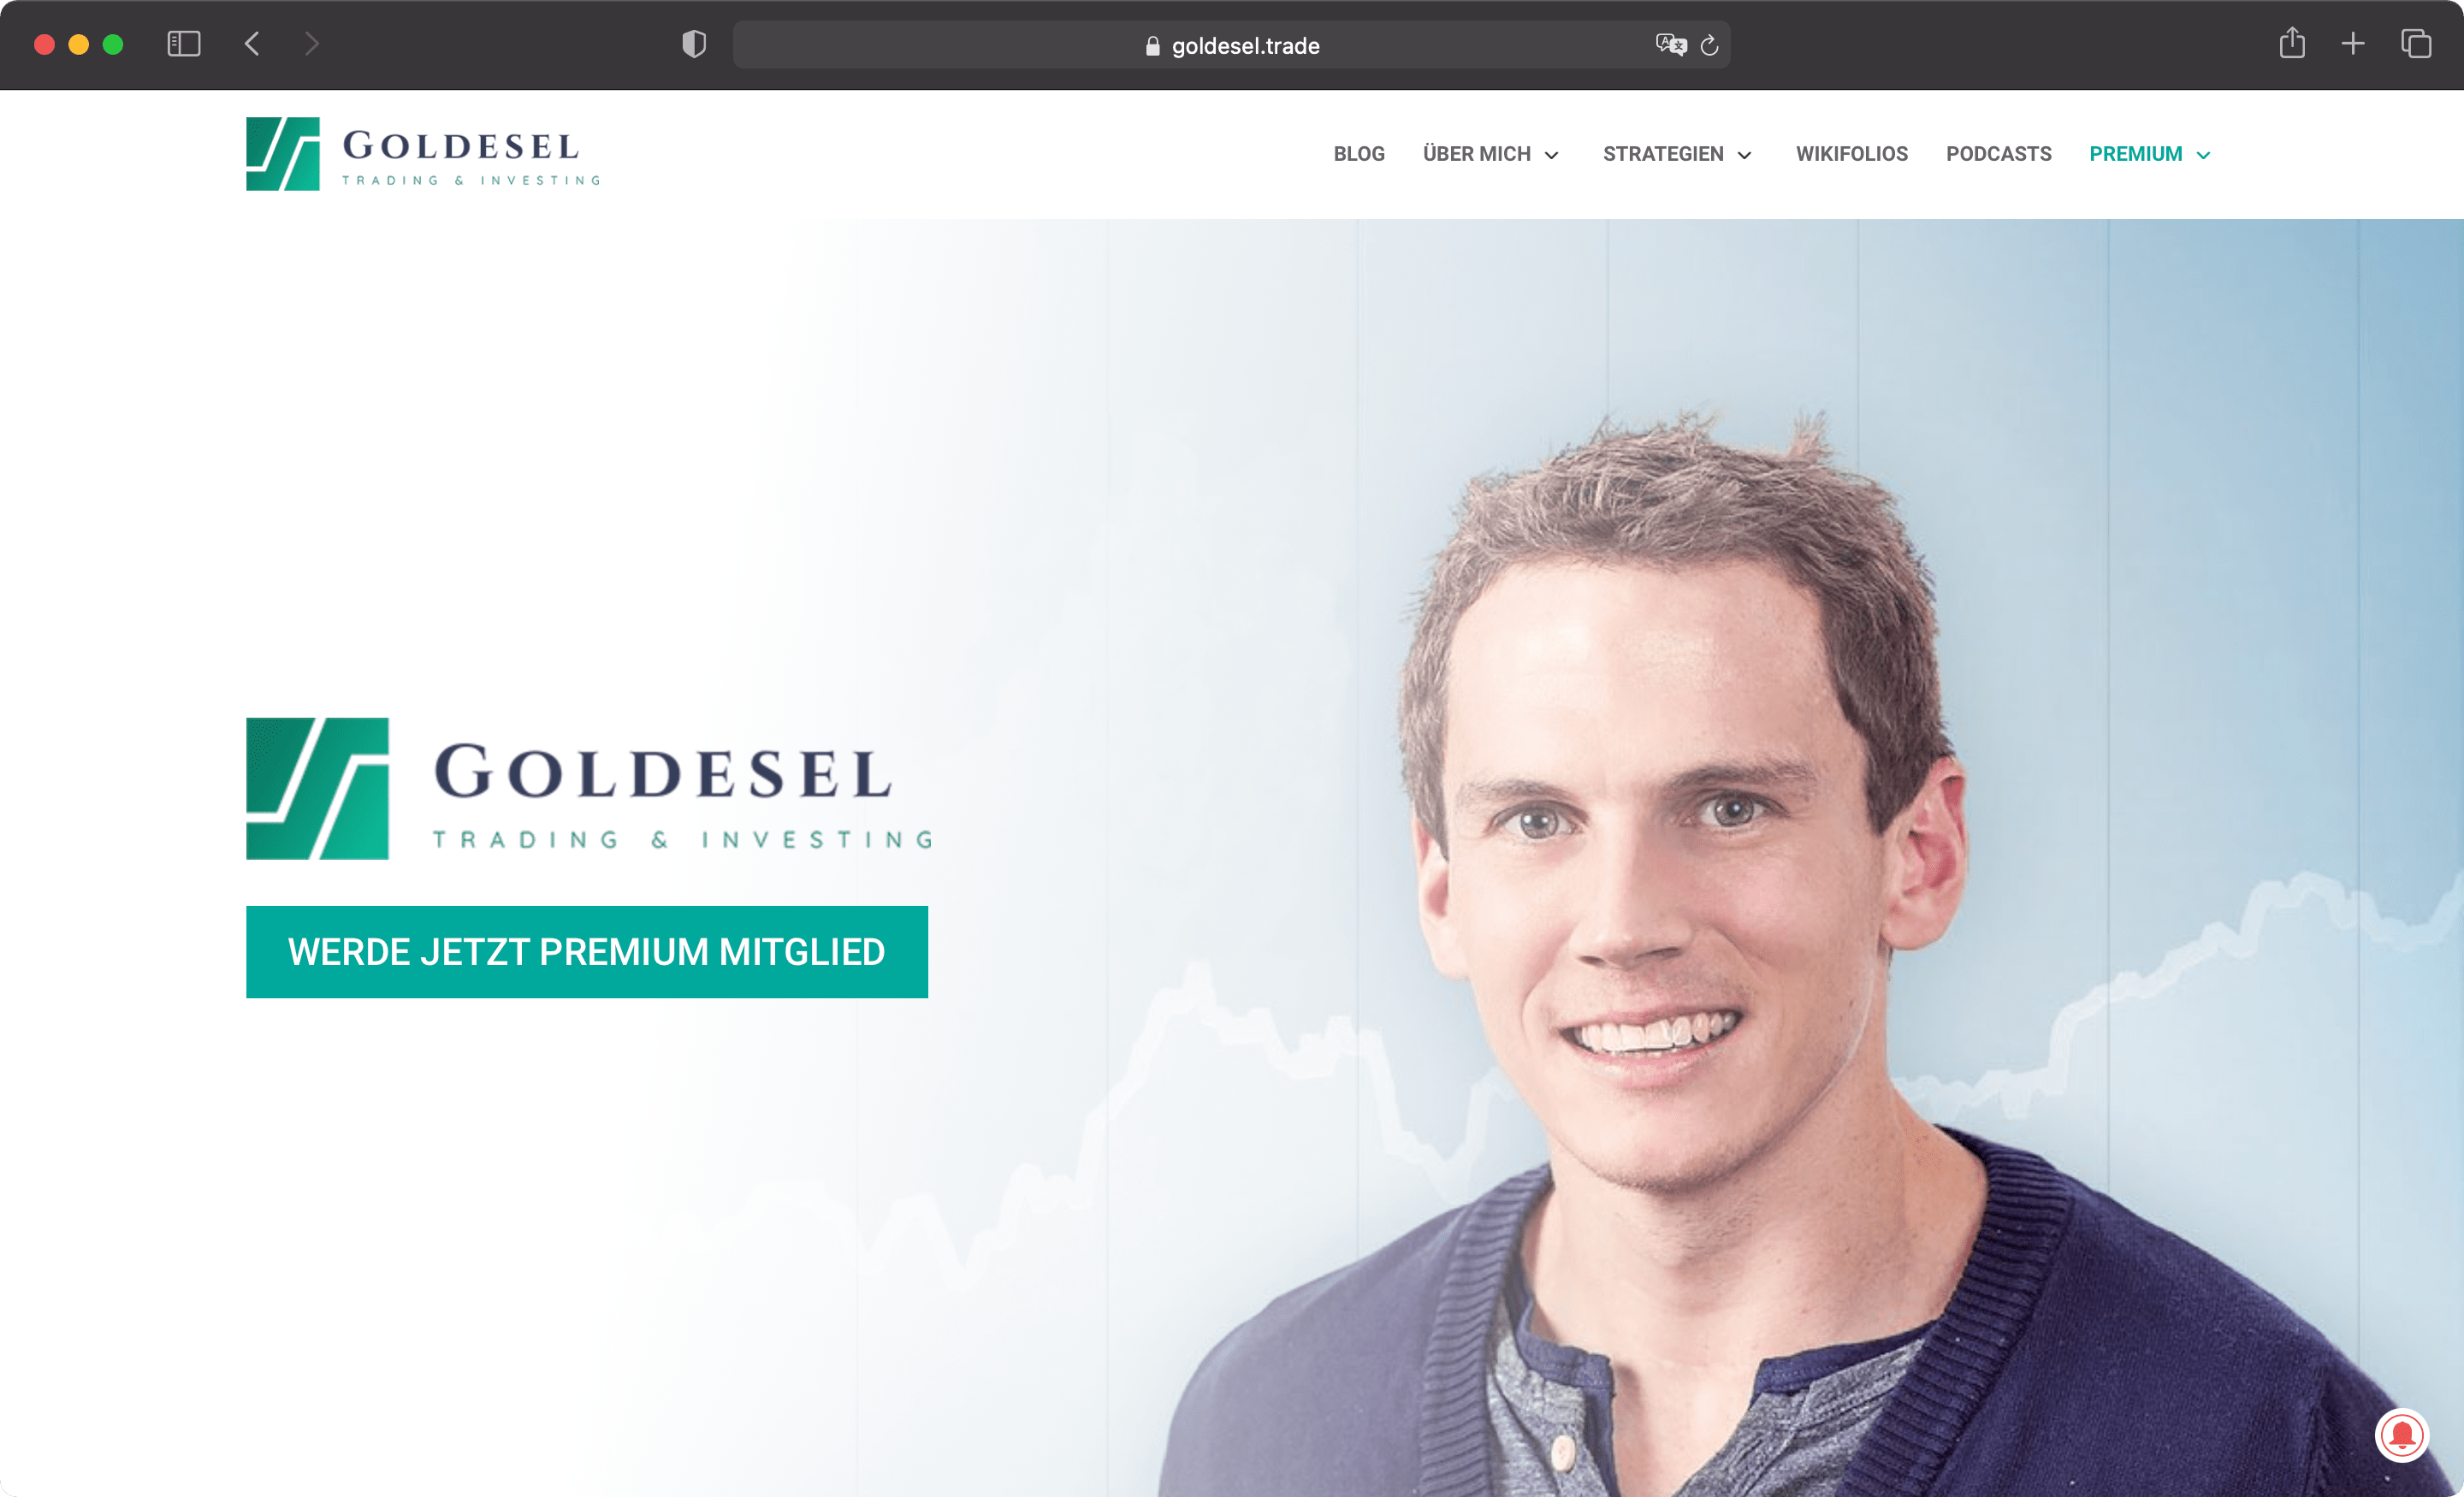 goldesel.trade
GOLDESEL
TRADING & INVESTING
BLOG ÜBER MICH STRATEGIEN WIKIFOLIOS PODCASTS PREMIUM
GOLDESEL
TRADING & INVESTING
WERDE JETZT PREMIUM MITGLIED